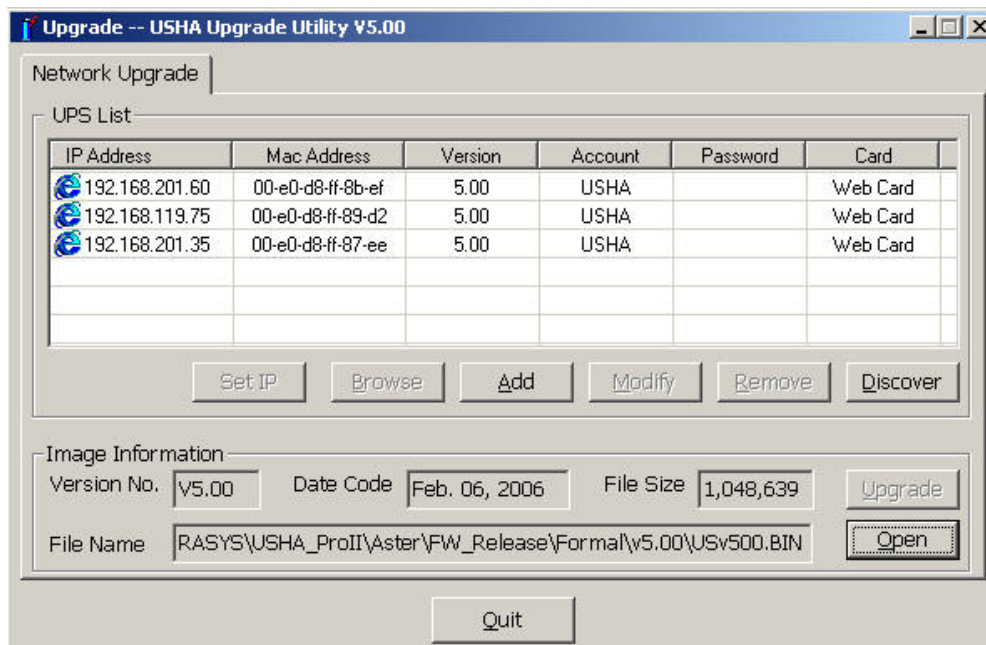 Upgrade -- USHA Upgrade Utility V5.00
Network Upgrade
UPS List
IP Address Mac Address Version Account Password Card
192.168.201.60 00-e0-d8-ff-8b-ef 5.00 USHA Web Card
192.168.119.75 00-e0-d8-ff-89-d2 5.00 USHA Web Card
192.168.201.35 00-e0-d8-ff-87-ee 5.00 USHA Web Card
Set IP Browse Add Modify Remove Discover
Image Information
Version No. V5.00 Date Code Feb. 06, 2006 File Size 1,048,639 Upgrade
File Name RASYS\USHA_ProII\Aster\FW_Release\Formal\v5.00\USv500.BIN Open
Quit